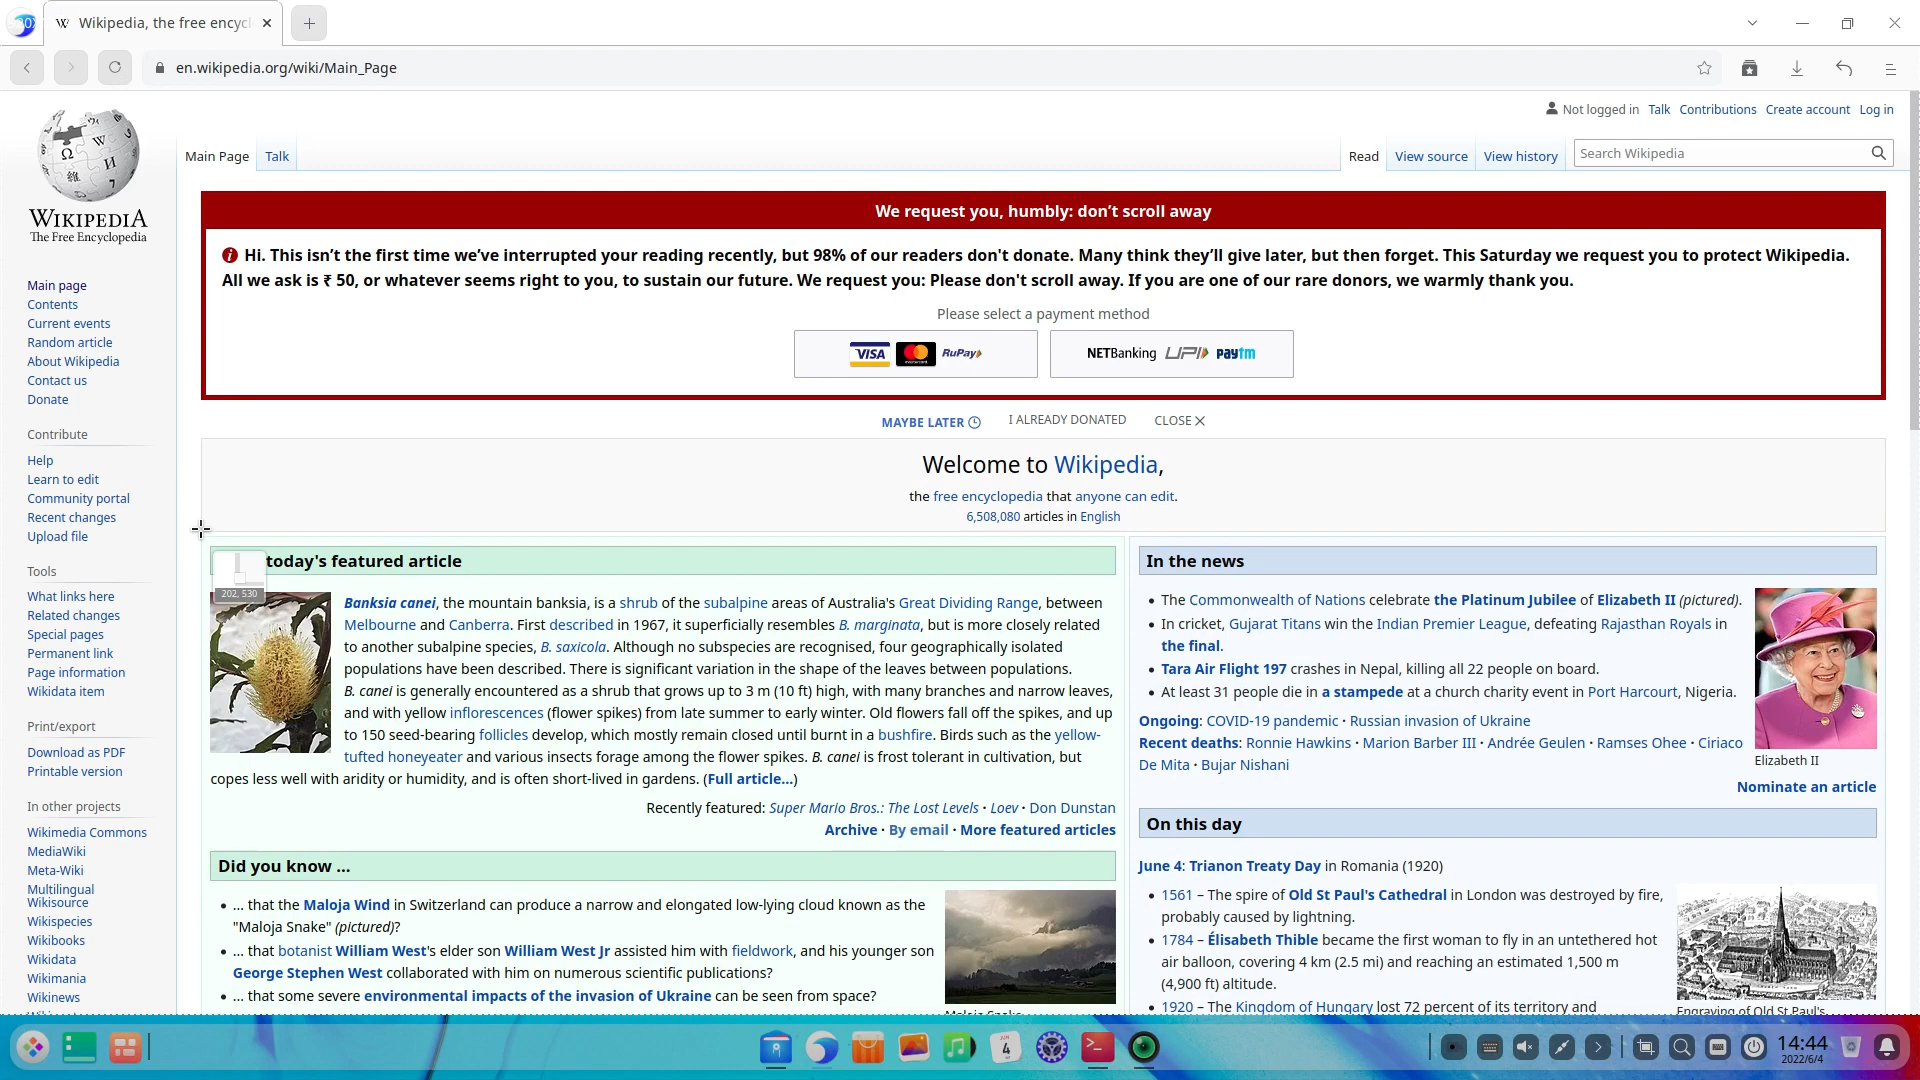 Wikipedia, the free encycl
en.wikipedia.org/wiki/Main_Page
Not logged in Talk Contributions Create account Log in
Main Page Talk Read View source View history Search Wikipedia
WIKIPEDIA
The Free Encyclopedia
Main page
Contents
Current events
Random article
About Wikipedia
Contact us
Donate
Contribute
Help
Learn to edit
Community portal
Recent changes
Upload file
Tools
What links here
Related changes
Special pages
Permanent link
Page information
Wikidata item
Print/export
Download as PDF
Printable version
In other projects
Wikimedia Commons
MediaWiki
Meta-Wiki
Multilingual
Wikisource
Wikispecies
Wikibooks
Wikidata
Wikimania
Wikinews
We request you, humbly: don’t scroll away
Hi. This isn’t the first time we’ve interrupted your reading recently, but 98% of our readers don't donate. Many think they’ll give later, but then forget. This Saturday we request you to protect Wikipedia.
All we ask is ₹ 50, or whatever seems right to you, to sustain our future. We request you: Please don't scroll away. If you are one of our rare donors, we warmly thank you.
Please select a payment method
VISA mastercard RuPay NETBanking UPI paytm
MAYBE LATER I ALREADY DONATED CLOSE
Welcome to Wikipedia,
the free encyclopedia that anyone can edit.
6,508,080 articles in English
today's featured article
202, 530
Banksia canei, the mountain banksia, is a shrub of the subalpine areas of Australia's Great Dividing Range, between
Melbourne and Canberra. First described in 1967, it superficially resembles B. marginata, but is more closely related
to another subalpine species, B. saxicola. Although no subspecies are recognised, four geographically isolated
populations have been described. There is significant variation in the shape of the leaves between populations.
B. canei is generally encountered as a shrub that grows up to 3 m (10 ft) high, with many branches and narrow leaves,
and with yellow inflorescences (flower spikes) from late summer to early winter. Old flowers fall off the spikes, and up
to 150 seed-bearing follicles develop, which mostly remain closed until burnt in a bushfire. Birds such as the yellow-
tufted honeyeater and various insects forage among the flower spikes. B. canei is frost tolerant in cultivation, but
copes less well with aridity or humidity, and is often short-lived in gardens. (Full article...)
Recently featured: Super Mario Bros.: The Lost Levels · Loev · Don Dunstan
Archive · By email · More featured articles
Did you know ...
... that the Maloja Wind in Switzerland can produce a narrow and elongated low-lying cloud known as the
"Maloja Snake" (pictured)?
... that botanist William West's elder son William West Jr assisted him with fieldwork, and his younger son
George Stephen West collaborated with him on numerous scientific publications?
... that some severe environmental impacts of the invasion of Ukraine can be seen from space?
Maloja Snake
In the news
The Commonwealth of Nations celebrate the Platinum Jubilee of Elizabeth II (pictured).
In cricket, Gujarat Titans win the Indian Premier League, defeating Rajasthan Royals in
the final.
Tara Air Flight 197 crashes in Nepal, killing all 22 people on board.
At least 31 people die in a stampede at a church charity event in Port Harcourt, Nigeria.
Elizabeth II
Ongoing: COVID-19 pandemic · Russian invasion of Ukraine
Recent deaths: Ronnie Hawkins · Marion Barber III · Andrée Geulen · Ramses Ohee · Ciriaco
De Mita · Bujar Nishani
Nominate an article
On this day
June 4: Trianon Treaty Day in Romania (1920)
1561 – The spire of Old St Paul's Cathedral in London was destroyed by fire,
probably caused by lightning.
1784 – Élisabeth Thible became the first woman to fly in an untethered hot
air balloon, covering 4 km (2.5 mi) and reaching an estimated 1,500 m
(4,900 ft) altitude.
1920 – The Kingdom of Hungary lost 72 percent of its territory and
Engraving of Old St Paul's
JUN
4
14:44
2022/6/4